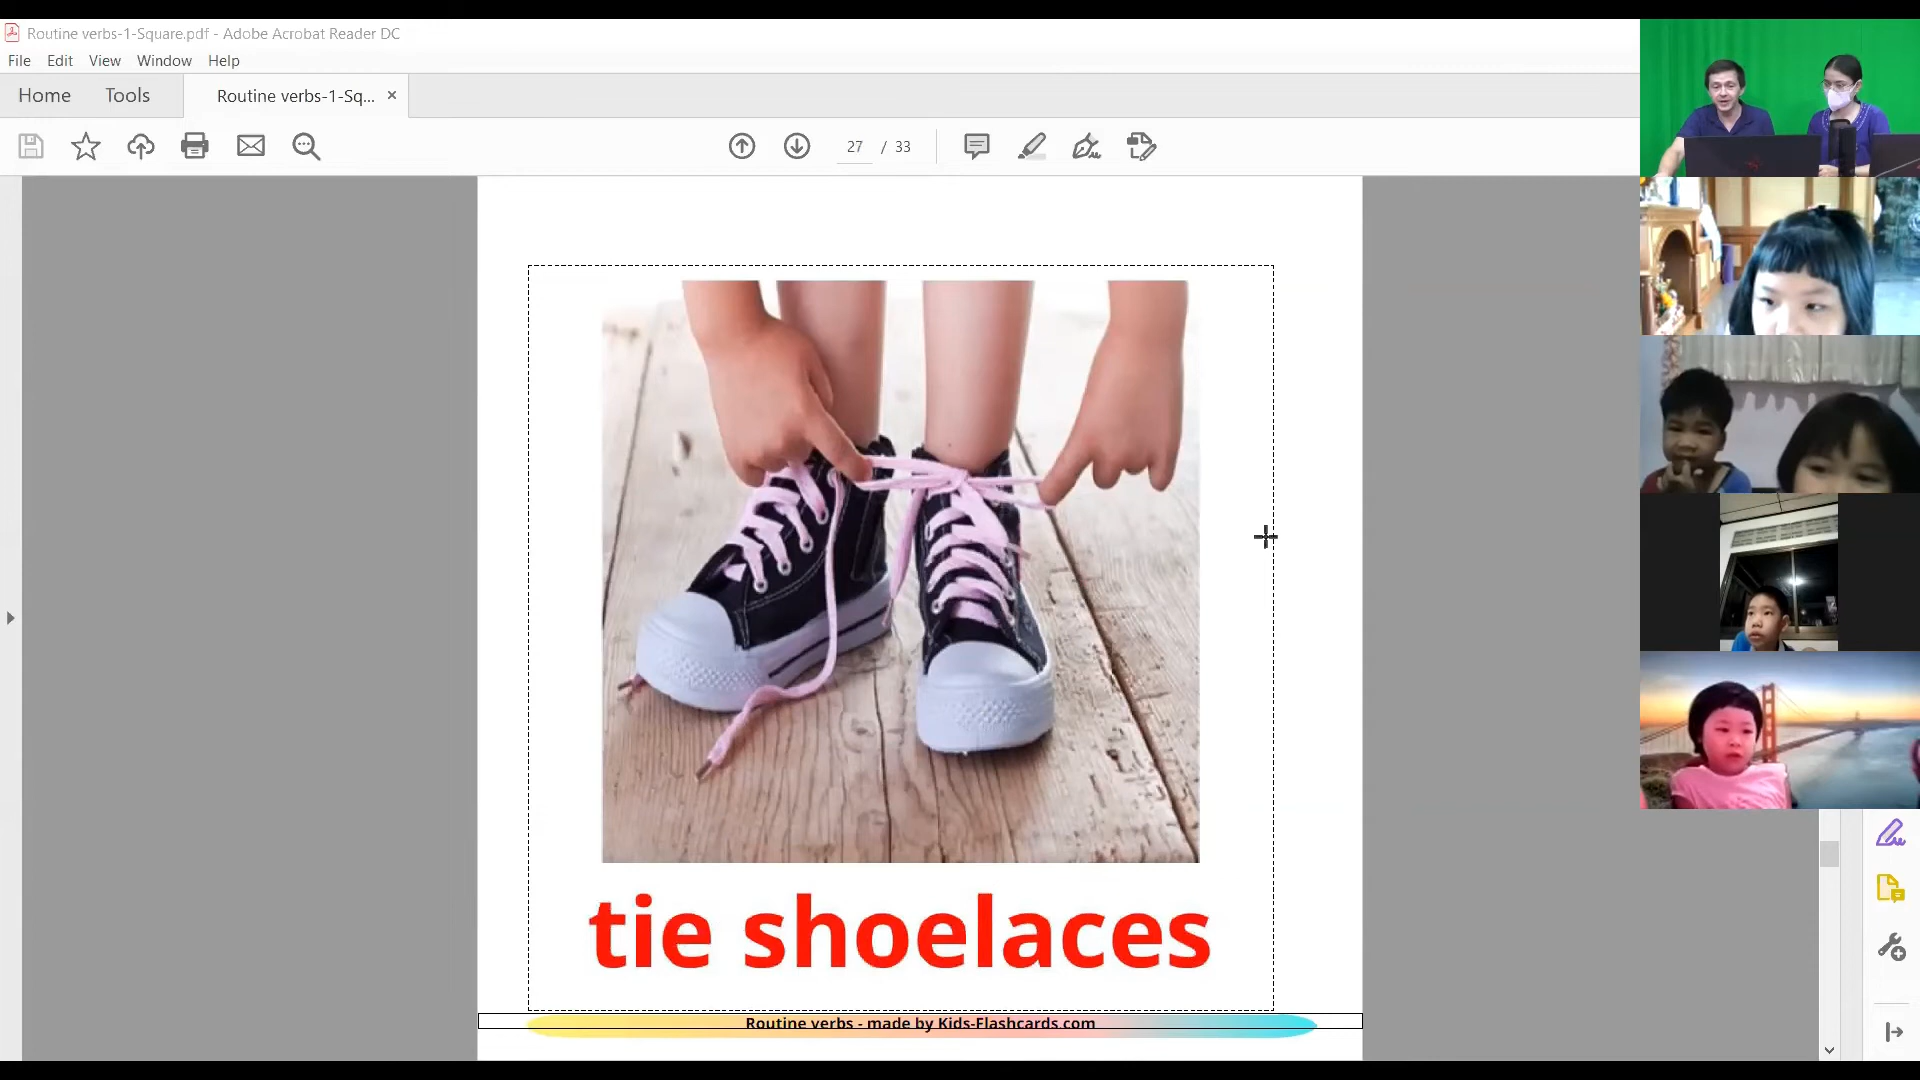 Routine verbs-1-Square.pdf - Adobe Acrobat Reader DC
File Edit View Window Help
Home Tools Routine verbs-1-Sq... ×
27 / 33
tie shoelaces
Routine verbs - made by Kids-Flashcards.com